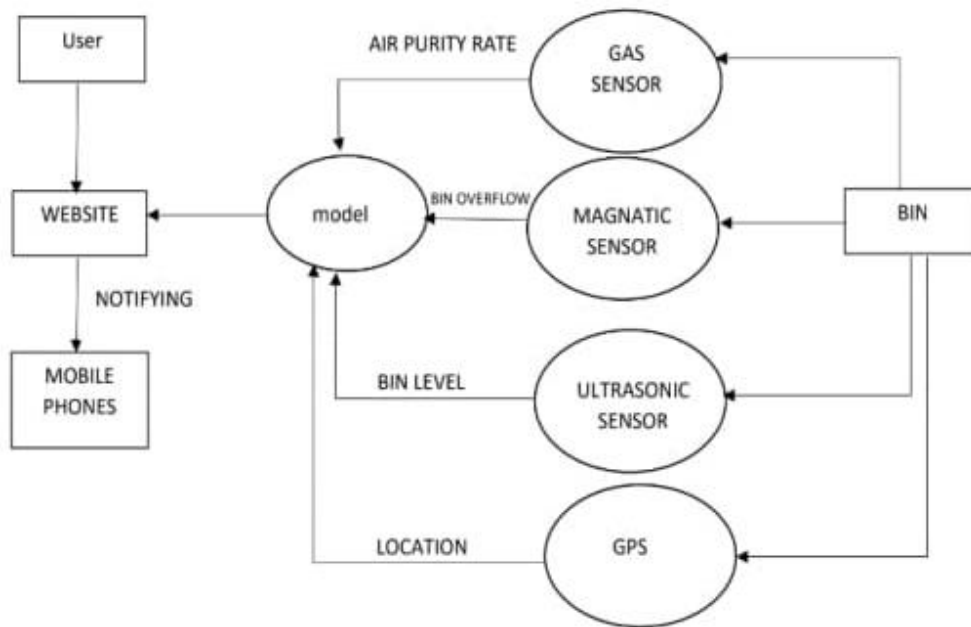 User
AIR PURITY RATE
GAS
SENSOR
WEBSITE
model
BIN OVERFLOW
MAGNATIC
SENSOR
BIN
NOTIFYING
MOBILE
PHONES
BIN LEVEL
ULTRASONIC
SENSOR
LOCATION
GPS